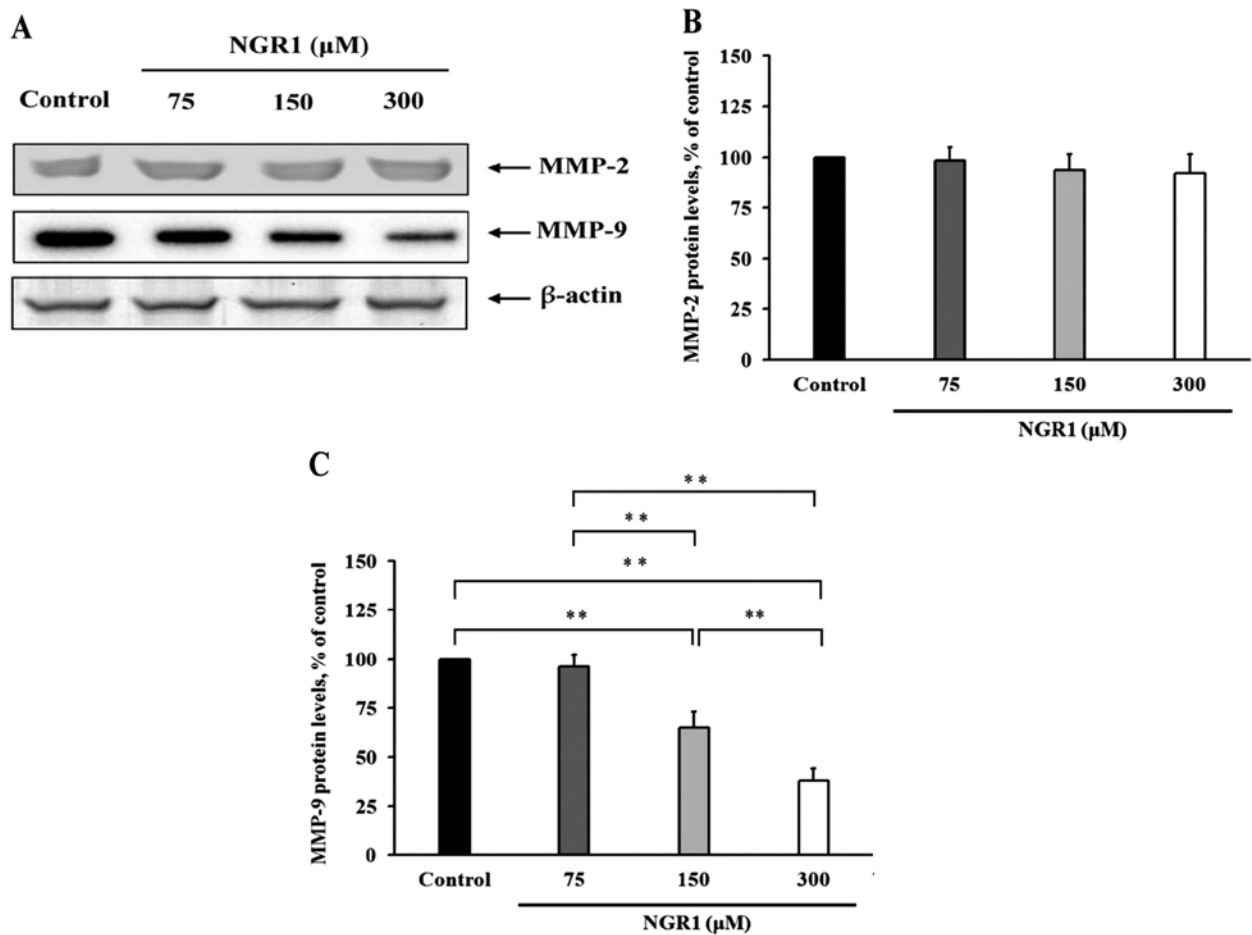 A
NGR1 (µM)
Control 75 150 300
MMP-2
MMP-9
β-actin
B
MMP-2 protein levels, % of control
150
125
100
75
50
25
0
Control 75 150 300
NGR1 (µM)
C
MMP-9 protein levels, % of control
150
125
100
75
50
25
0
**
**
**
**
**
Control 75 150 300
NGR1 (µM)